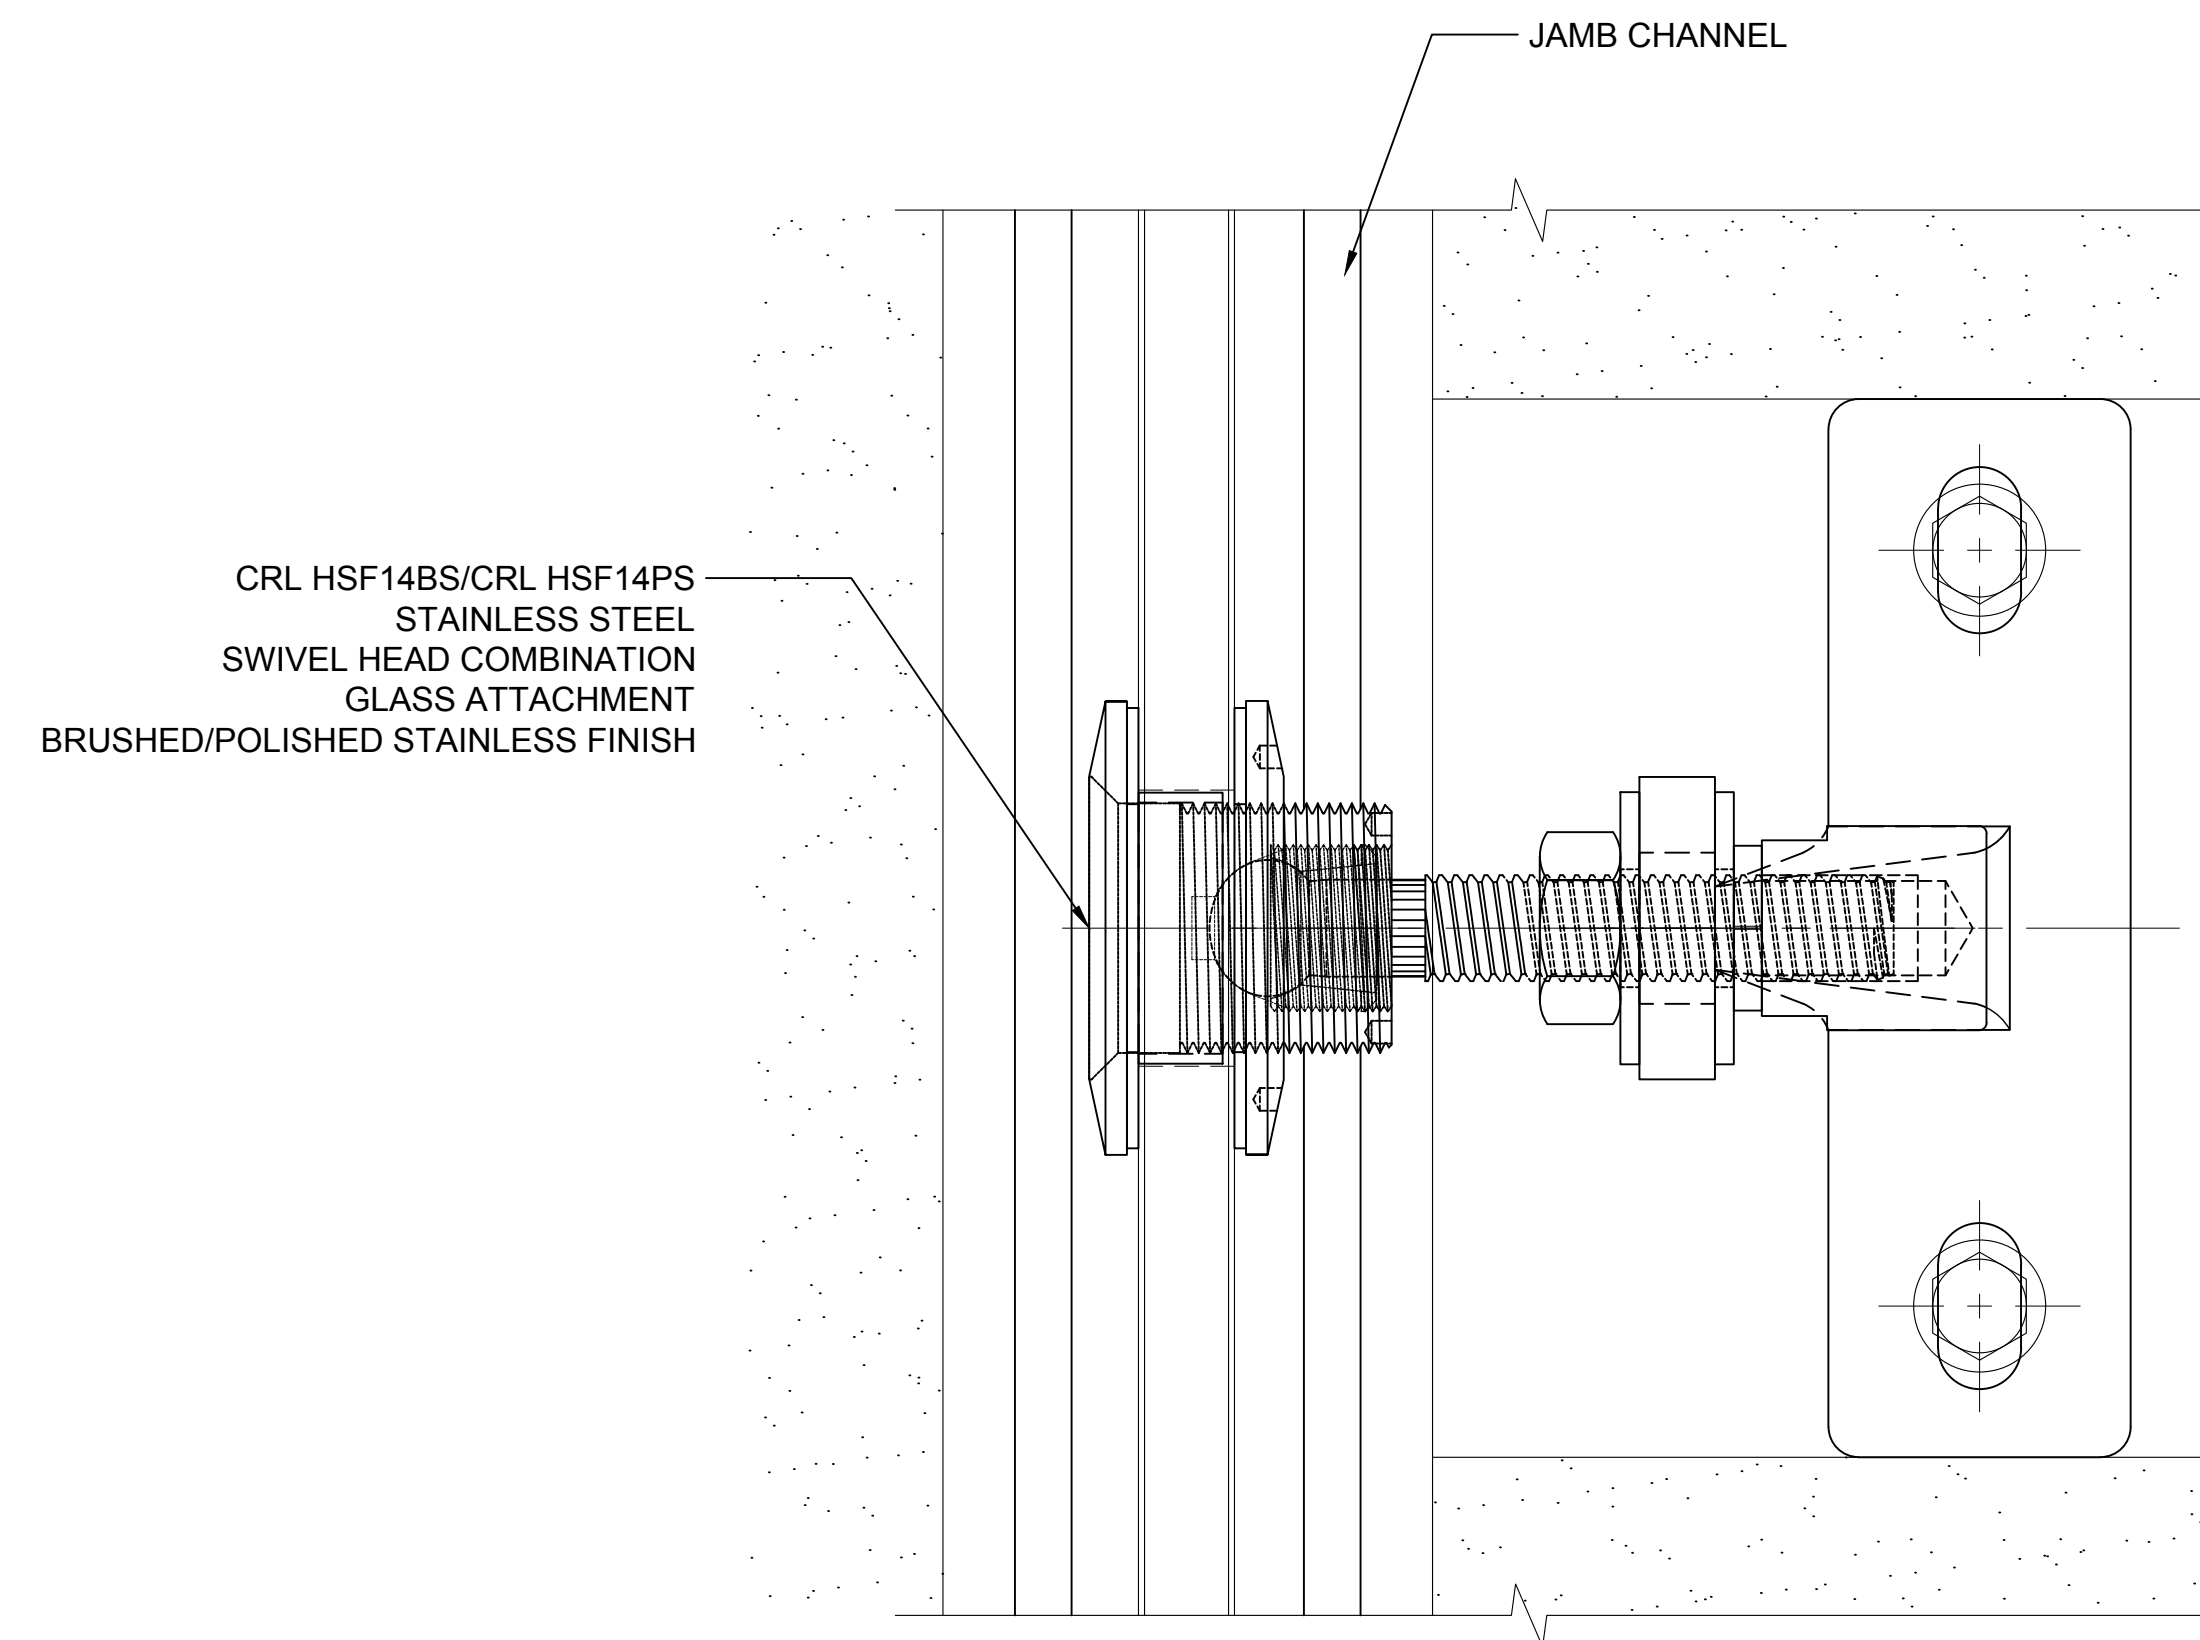 JAMB CHANNEL
CRL HSF14BS/CRL HSF14PS
STAINLESS STEEL
SWIVEL HEAD COMBINATION
GLASS ATTACHMENT
BRUSHED/POLISHED STAINLESS FINISH